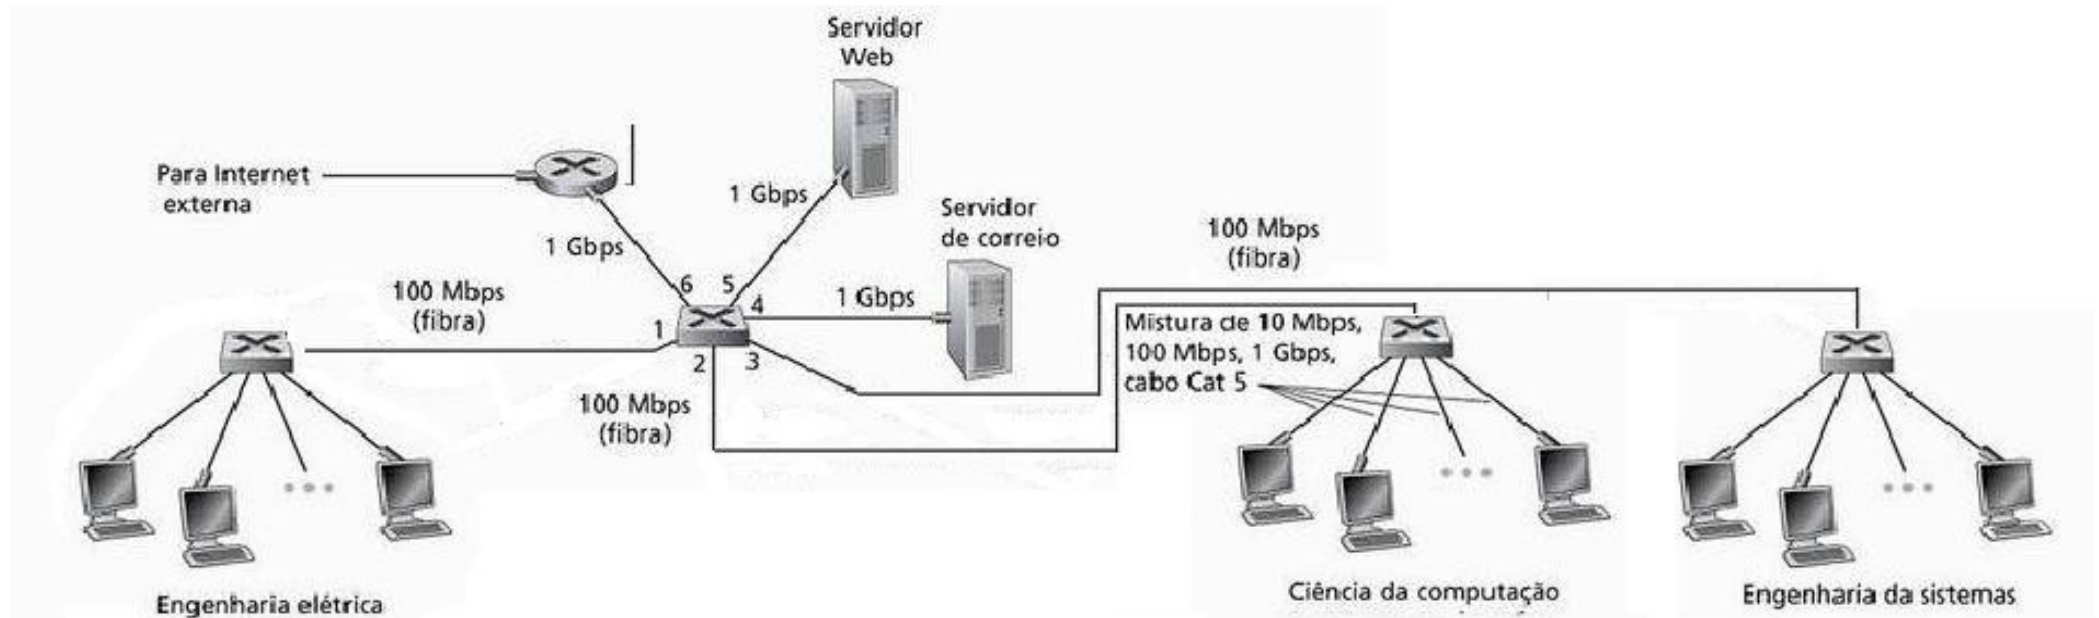 Servidor
Web
Para Internet
externa
1 Gbps
1 Gbps
Servidor
de correio
100 Mbps
(fibra)
6
5
4
1 Gbps
100 Mbps
(fibra)
1
2
3
Mistura de 10 Mbps,
100 Mbps, 1 Gbps,
cabo Cat 5
100 Mbps
(fibra)
Engenharia elétrica
Ciência da computação
Engenharia da sistemas